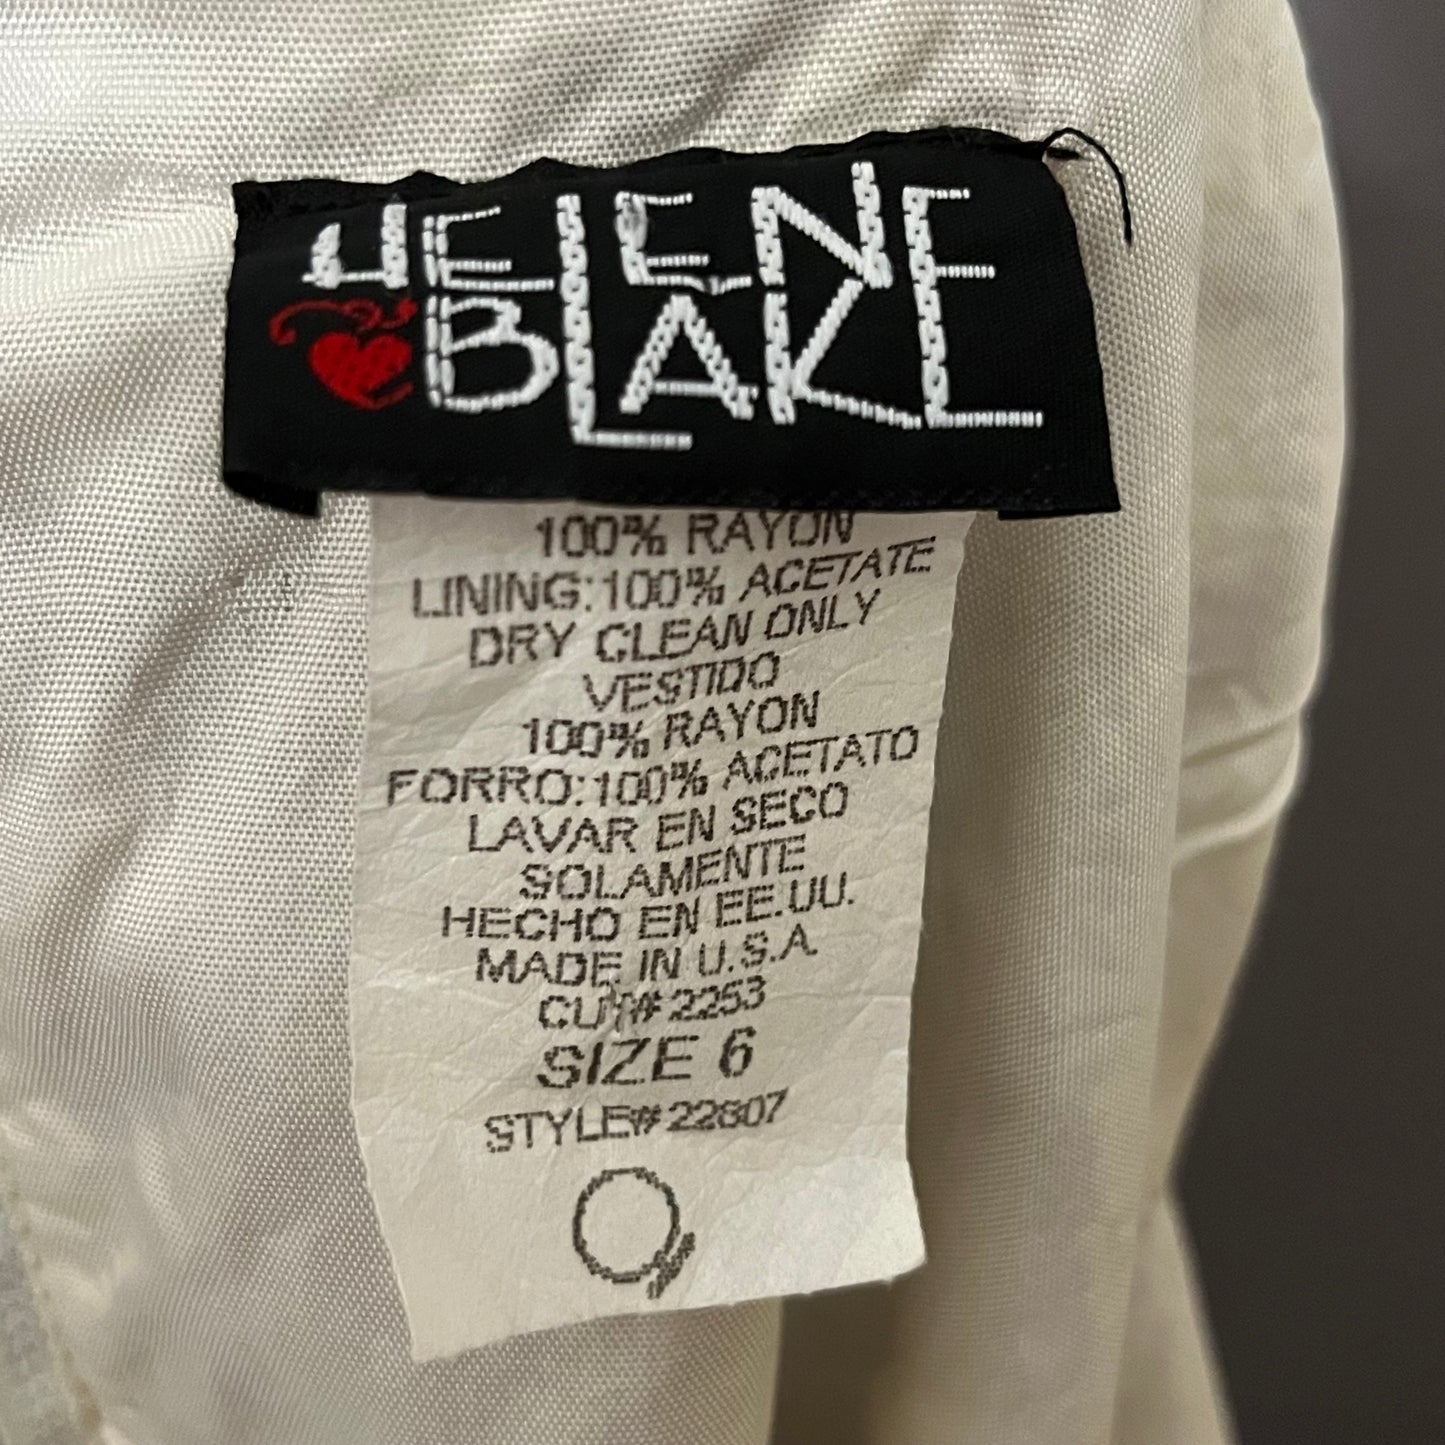 HELENE
BLAKE
100% RAYON
LINING:100% ACETATE
DRY CLEAN ONLY
VESTIDO
100% RAYON
FORRO:100% ACETATO
LAVAR EN SECO
SOLAMENTE
HECHO EN EE.UU.
MADE IN U.S.A.
CUT# 2253
SIZE 6
STYLE# 22807